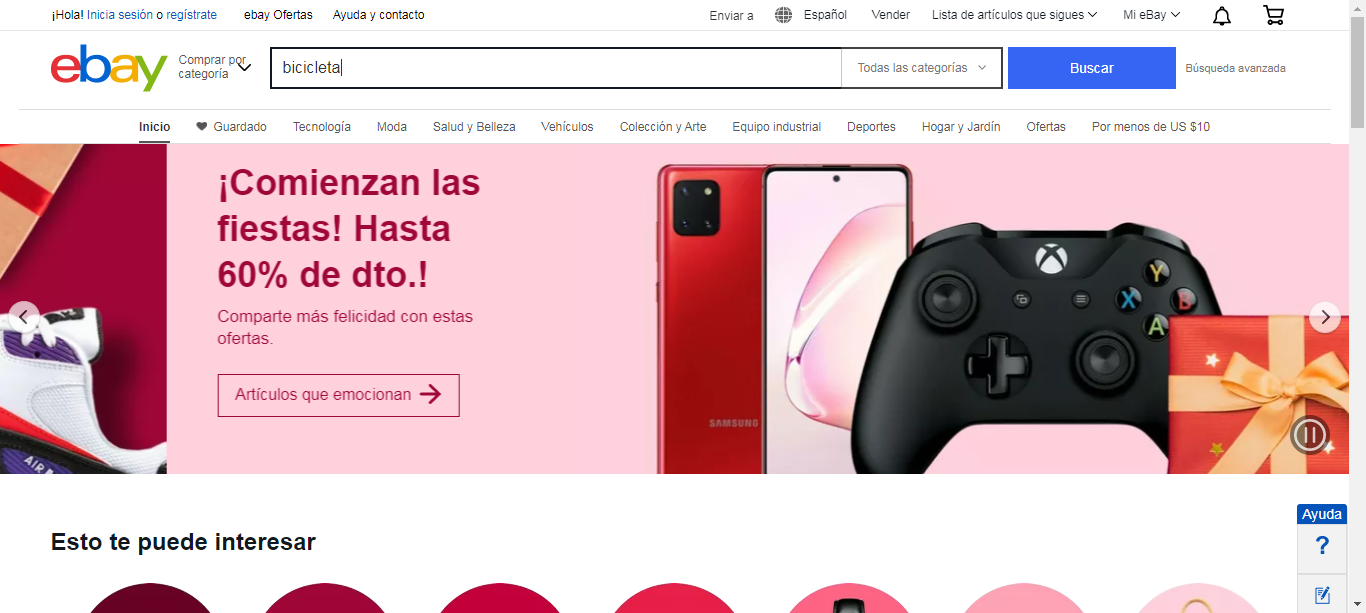 ¡Hola! Inicia sesión o regístrate ebay Ofertas Ayuda y contacto Enviar a Español Vender Lista de artículos que sigues Mi eBay
ebay Comprar por categoría bicicleta Todas las categorías Buscar Búsqueda avanzada
Inicio Guardado Tecnología Moda Salud y Belleza Vehículos Colección y Arte Equipo industrial Deportes Hogar y Jardín Ofertas Por menos de US $10
¡Comienzan las
fiestas! Hasta
60% de dto.!
Comparte más felicidad con estas
ofertas.
Artículos que emocionan
SAMSUNG
Y
X B
A
AIR
Esto te puede interesar
Ayuda
?